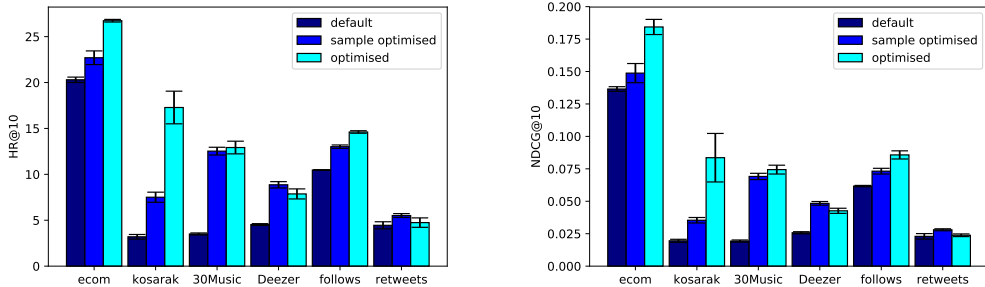 HR@10
25
20
15
10
5
0
default
sample optimised
optimised
ecom kosarak 30Music Deezer follows retweets
NDCG@10
0.200
0.175
0.150
0.125
0.100
0.075
0.050
0.025
0.000
default
sample optimised
optimised
ecom kosarak 30Music Deezer follows retweets